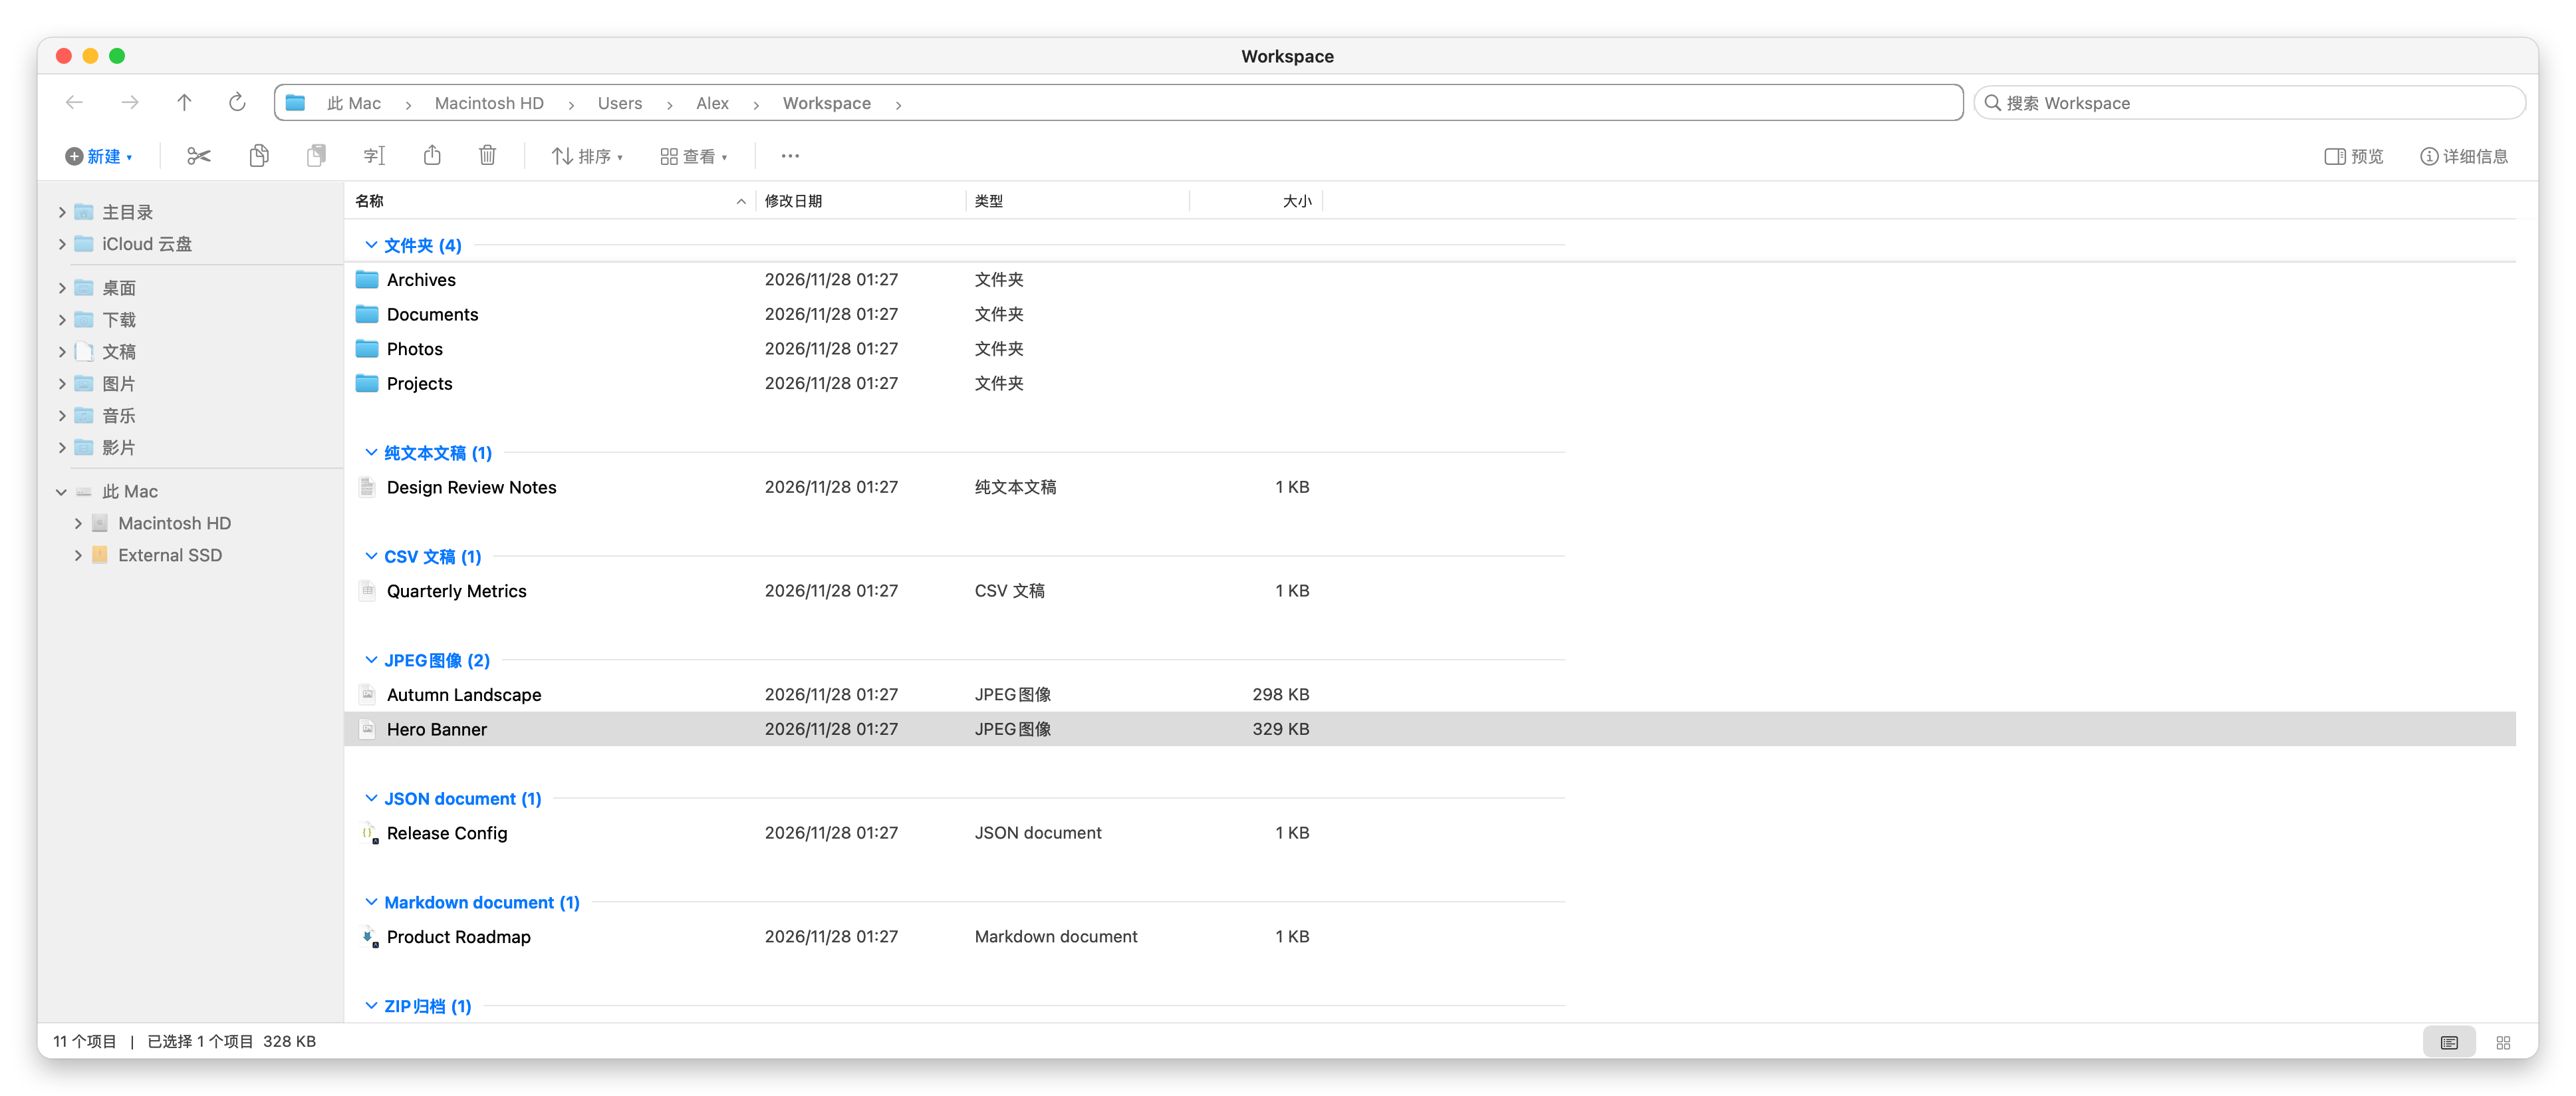 Workspace
此 Mac › Macintosh HD › Users › Alex › Workspace ›
搜索 Workspace
新建
字
排序
查看
预览
详细信息
主目录
iCloud 云盘
桌面
下载
文稿
图片
音乐
影片
此 Mac
Macintosh HD
External SSD
名称 修改日期 类型 大小
文件夹 (4)
Archives 2026/11/28 01:27 文件夹
Documents 2026/11/28 01:27 文件夹
Photos 2026/11/28 01:27 文件夹
Projects 2026/11/28 01:27 文件夹
纯文本文稿 (1)
Design Review Notes 2026/11/28 01:27 纯文本文稿 1 KB
CSV 文稿 (1)
Quarterly Metrics 2026/11/28 01:27 CSV 文稿 1 KB
JPEG图像 (2)
Autumn Landscape 2026/11/28 01:27 JPEG图像 298 KB
Hero Banner 2026/11/28 01:27 JPEG图像 329 KB
JSON document (1)
Release Config 2026/11/28 01:27 JSON document 1 KB
Markdown document (1)
Product Roadmap 2026/11/28 01:27 Markdown document 1 KB
ZIP归档 (1)
11 个项目 | 已选择 1 个项目 328 KB